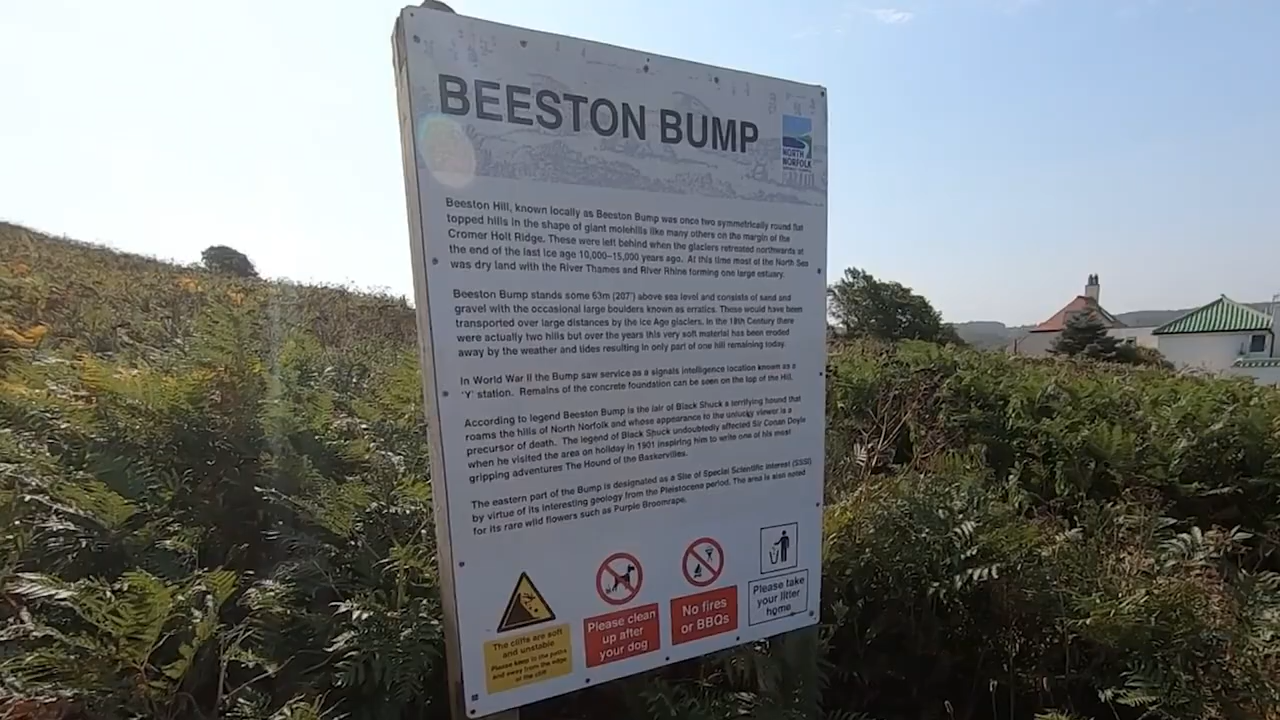 BEESTON BUMP
NORTH
NORFOLK
Beeston Hill, known locally as Beeston Bump was once two symmetrically round flat
topped hills in the shape of giant molehills like many others on the margin of the
Cromer Holt Ridge. These were left behind when the glaciers retreated northwards at
the end of the last ice age 10,000–15,000 years ago. At this time most of the North Sea
was dry land with the River Thames and River Rhine forming one large estuary.
Beeston Bump stands some 63m (207') above sea level and consists of sand and
gravel with the occasional large boulders known as erratics. These would have been
transported over large distances by the Ice Age glaciers. In the 18th Century there
were actually two hills but over the years this very soft material has been eroded
away by the weather and tides resulting in only part of one hill remaining today.
In World War II the Bump saw service as a signals intelligence location known as a
'Y' station. Remains of the concrete foundation can be seen on the top of the Hill.
According to legend Beeston Bump is the lair of Black Shuck a terrifying hound that
roams the hills of North Norfolk and whose appearance to the unlucky viewer is a
precursor of death. The legend of Black Shuck undoubtedly affected Sir Conan Doyle
when he visited the area on holiday in 1901 inspiring him to write one of his most
gripping adventures The Hound of the Baskervilles.
The eastern part of the Bump is designated as a Site of Special Scientific Interest (SSSI)
by virtue of its interesting geology from the Pleistocene period. The area is also noted
for its rare wild flowers such as Purple Broomrape.
The cliffs are soft
and unstable
Please keep to the paths
and away from the edge
of the cliff
Please clean
up after
your dog
No fires
or BBQs
Please take
your litter
home